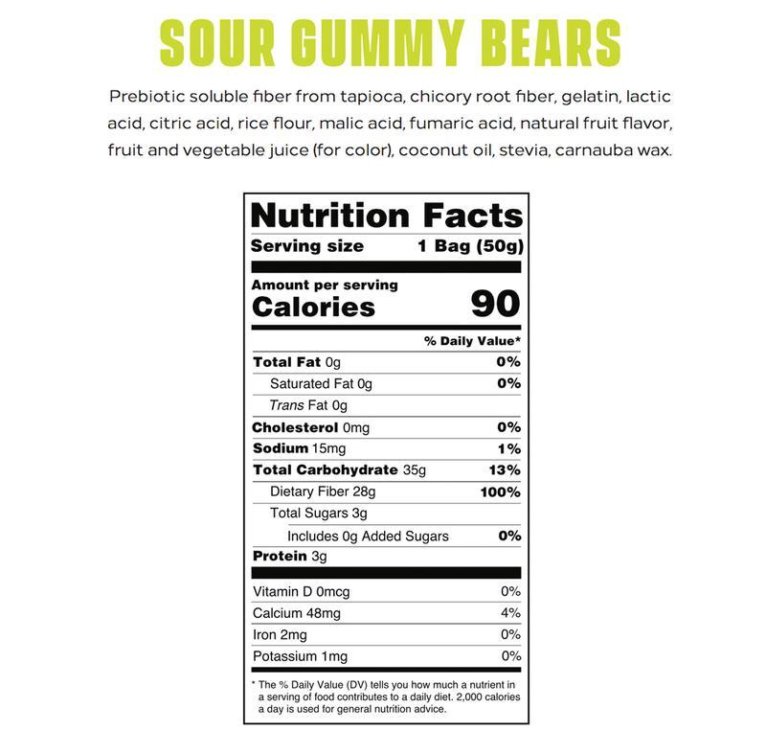 SOUR GUMMY BEARS
Prebiotic soluble fiber from tapioca, chicory root fiber, gelatin, lactic
acid, citric acid, rice flour, malic acid, fumaric acid, natural fruit flavor,
fruit and vegetable juice (for color), coconut oil, stevia, carnauba wax.
Nutrition Facts
Serving size 1 Bag (50g)
Amount per serving
Calories 90
% Daily Value*
Total Fat 0g 0%
Saturated Fat 0g 0%
Trans Fat 0g
Cholesterol 0mg 0%
Sodium 15mg 1%
Total Carbohydrate 35g 13%
Dietary Fiber 28g 100%
Total Sugars 3g
Includes 0g Added Sugars 0%
Protein 3g
Vitamin D 0mcg 0%
Calcium 48mg 4%
Iron 2mg 0%
Potassium 1mg 0%
* The % Daily Value (DV) tells you how much a nutrient in
a serving of food contributes to a daily diet. 2,000 calories
a day is used for general nutrition advice.